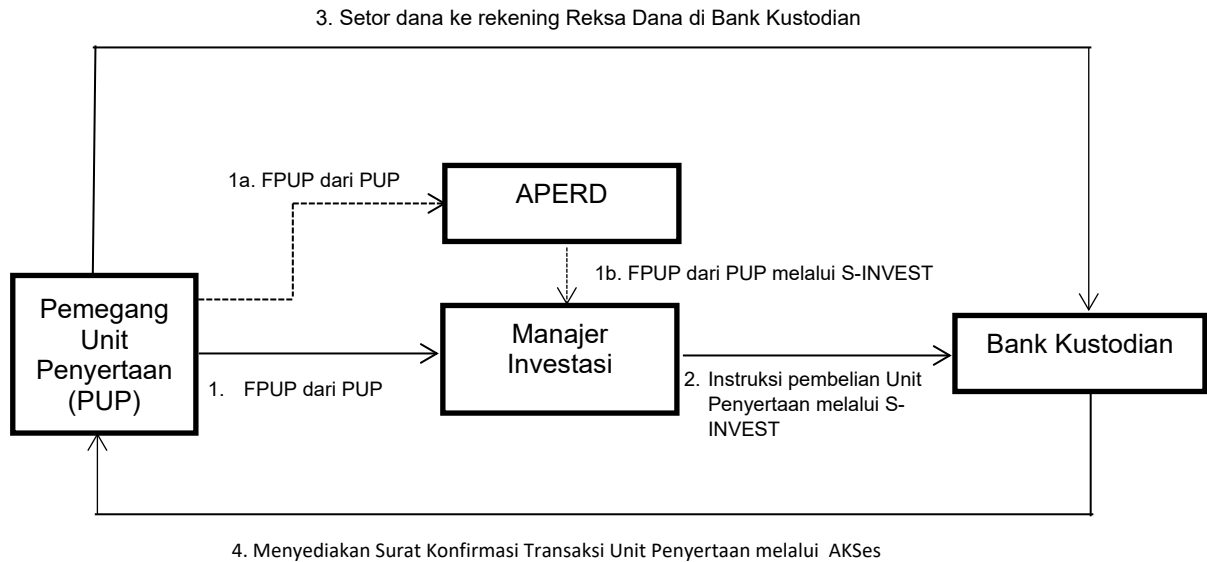 3. Setor dana ke rekening Reksa Dana di Bank Kustodian
1a. FPUP dari PUP
APERD
1b. FPUP dari PUP melalui S-INVEST
Pemegang
Unit
Penyertaan
(PUP)
Manajer
Investasi
Bank Kustodian
1. FPUP dari PUP
2. Instruksi pembelian Unit
Penyertaan melalui S-
INVEST
4. Menyediakan Surat Konfirmasi Transaksi Unit Penyertaan melalui AKSes